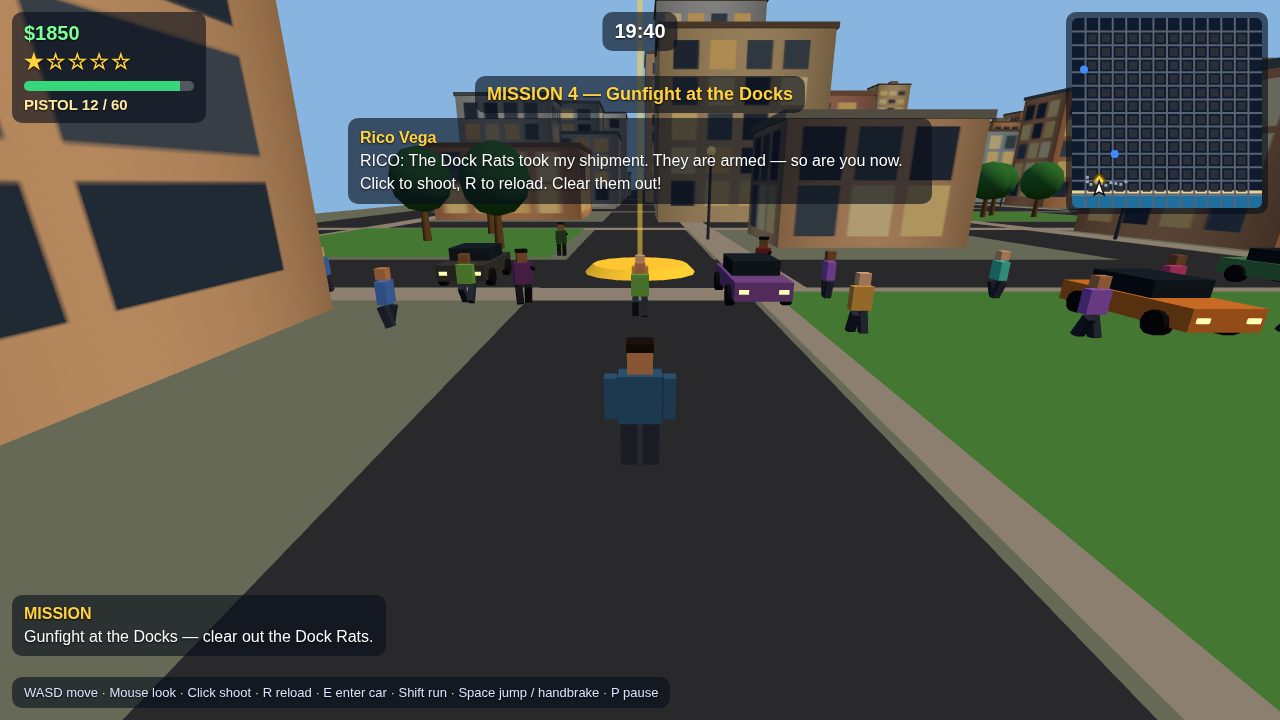 $1850
★☆☆☆☆
PISTOL 12 / 60
19:40
MISSION 4 — Gunfight at the Docks
Rico Vega
RICO: The Dock Rats took my shipment. They are armed — so are you now.
Click to shoot, R to reload. Clear them out!
MISSION
Gunfight at the Docks — clear out the Dock Rats.
WASD move · Mouse look · Click shoot · R reload · E enter car · Shift run · Space jump / handbrake · P pause